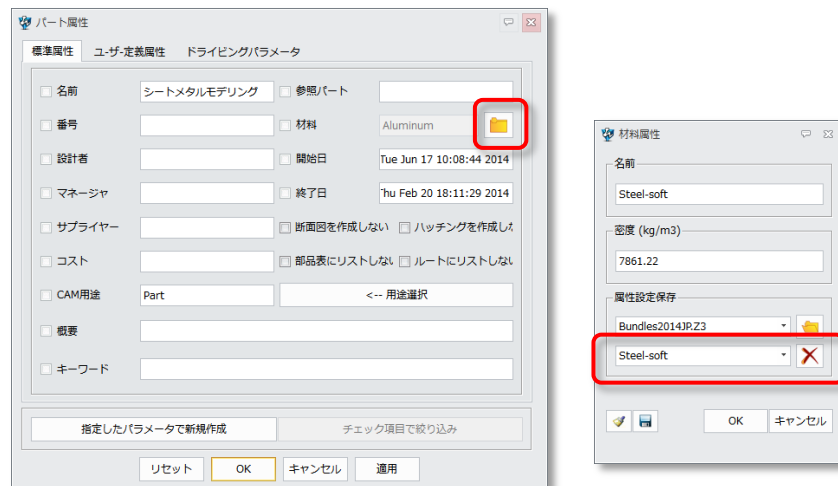 パート属性
標準属性 ユーザー定義属性 ドライビングパラメータ
名前 シートメタルモデリング 参照パート
番号 材料 Aluminum
設計者 開始日 Tue Jun 17 10:08:44 2014
マネージャ 終了日 Thu Feb 20 18:11:29 2014
サプライヤー 断面図を作成しない ハッチングを作成し
コスト 部品表にリストしない ルートにリストしない
CAM用途 Part <-- 用途選択
概要
キーワード
指定したパラメータで新規作成 チェック項目で絞り込み
リセット OK キャンセル 適用
材料属性
名前
Steel-soft
密度 (kg/m3)
7861.22
属性設定保存
Bundles2014JP.Z3
Steel-soft
OK キャンセル